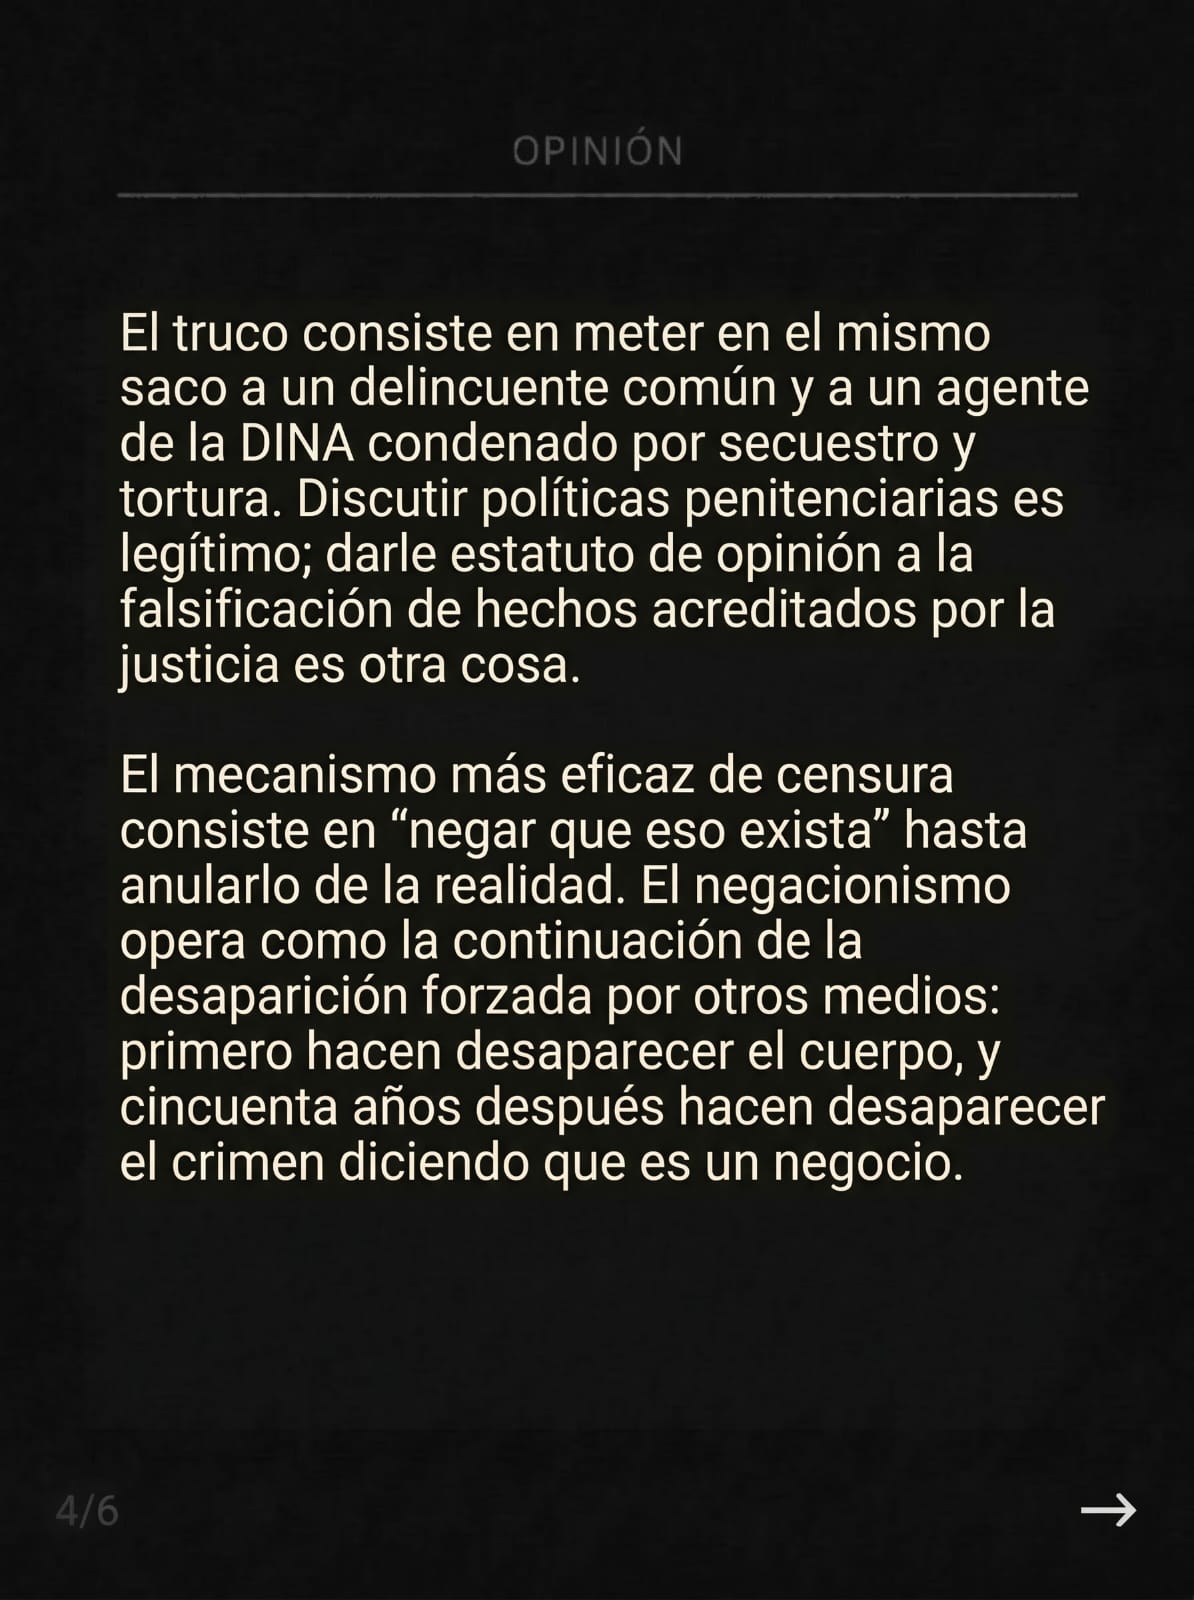 OPINIÓN
El truco consiste en meter en el mismo
saco a un delincuente común y a un agente
de la DINA condenado por secuestro y
tortura. Discutir políticas penitenciarias es
legítimo; darle estatuto de opinión a la
falsificación de hechos acreditados por la
justicia es otra cosa.
El mecanismo más eficaz de censura
consiste en “negar que eso exista” hasta
anularlo de la realidad. El negacionismo
opera como la continuación de la
desaparición forzada por otros medios:
primero hacen desaparecer el cuerpo, y
cincuenta años después hacen desaparecer
el crimen diciendo que es un negocio.
4/6